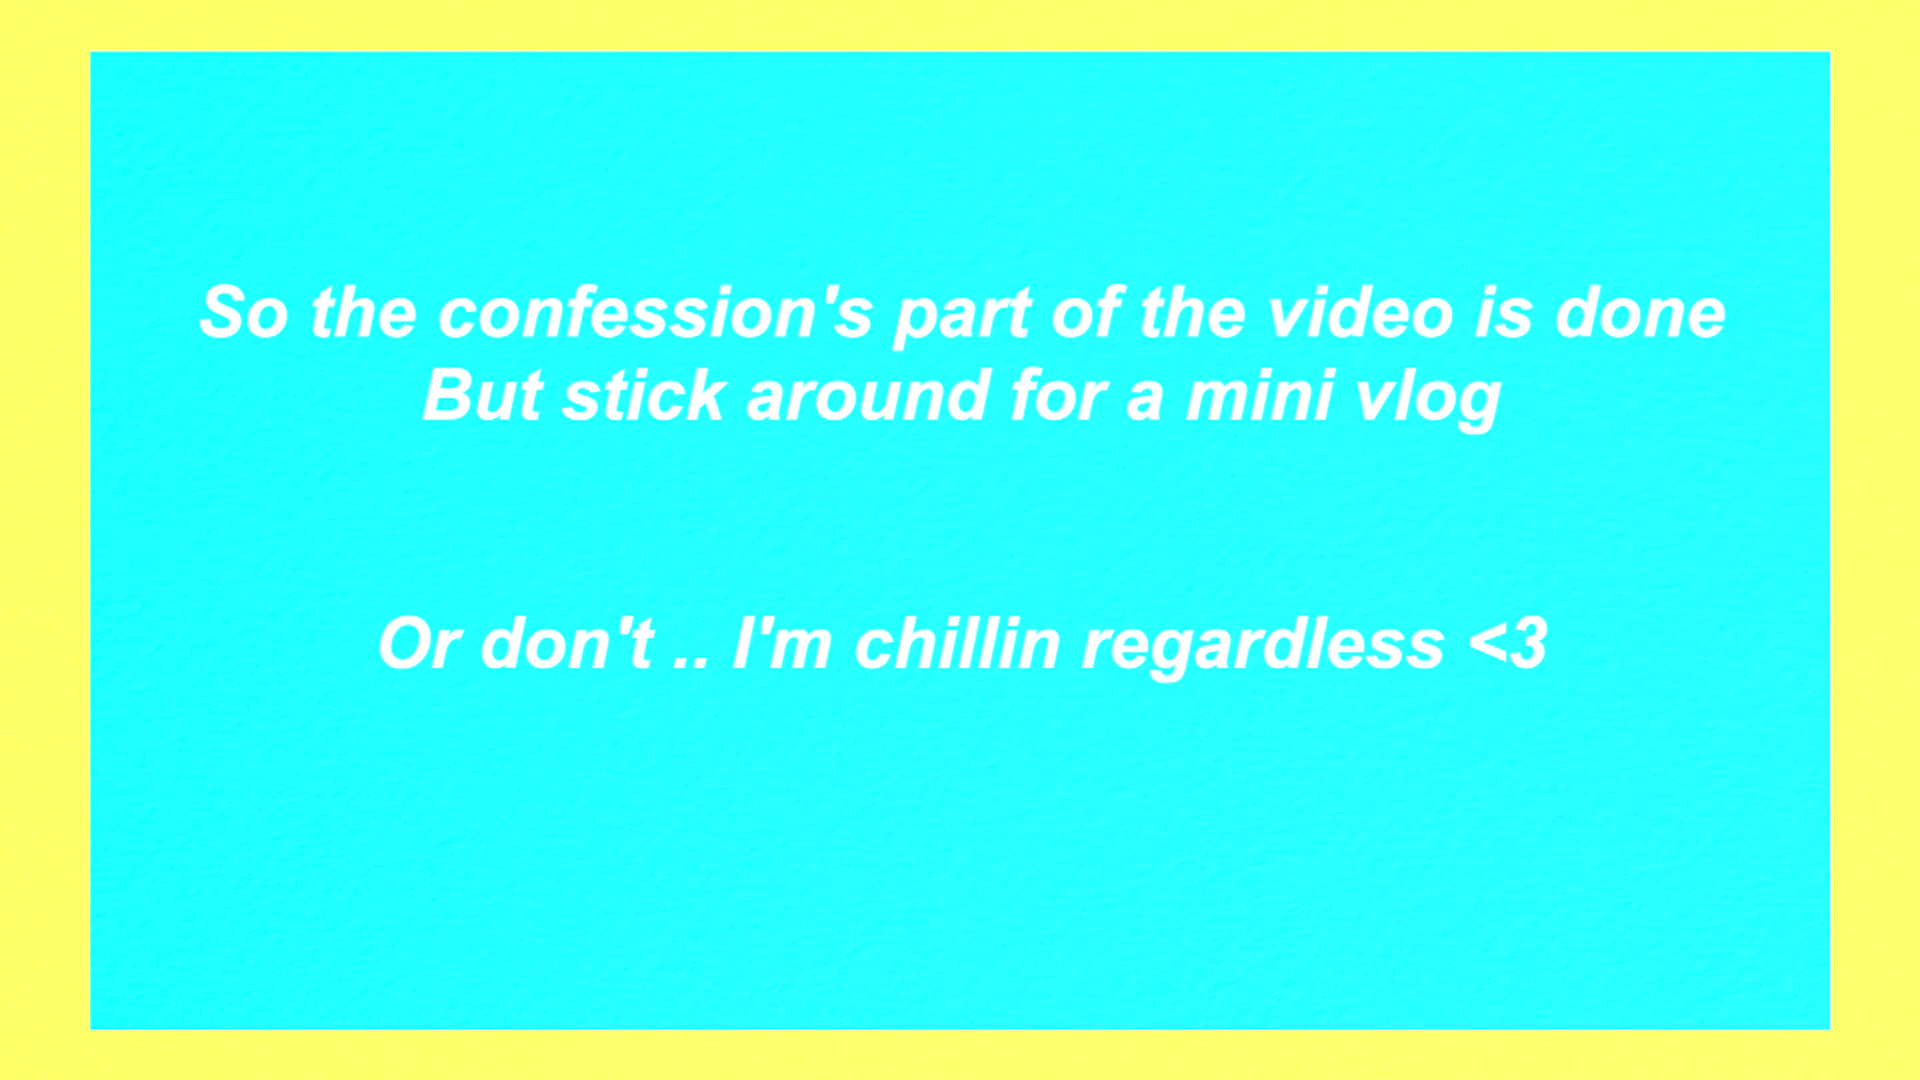 So the confession's part of the video is done
But stick around for a mini vlog
Or don't .. I'm chillin regardless <3